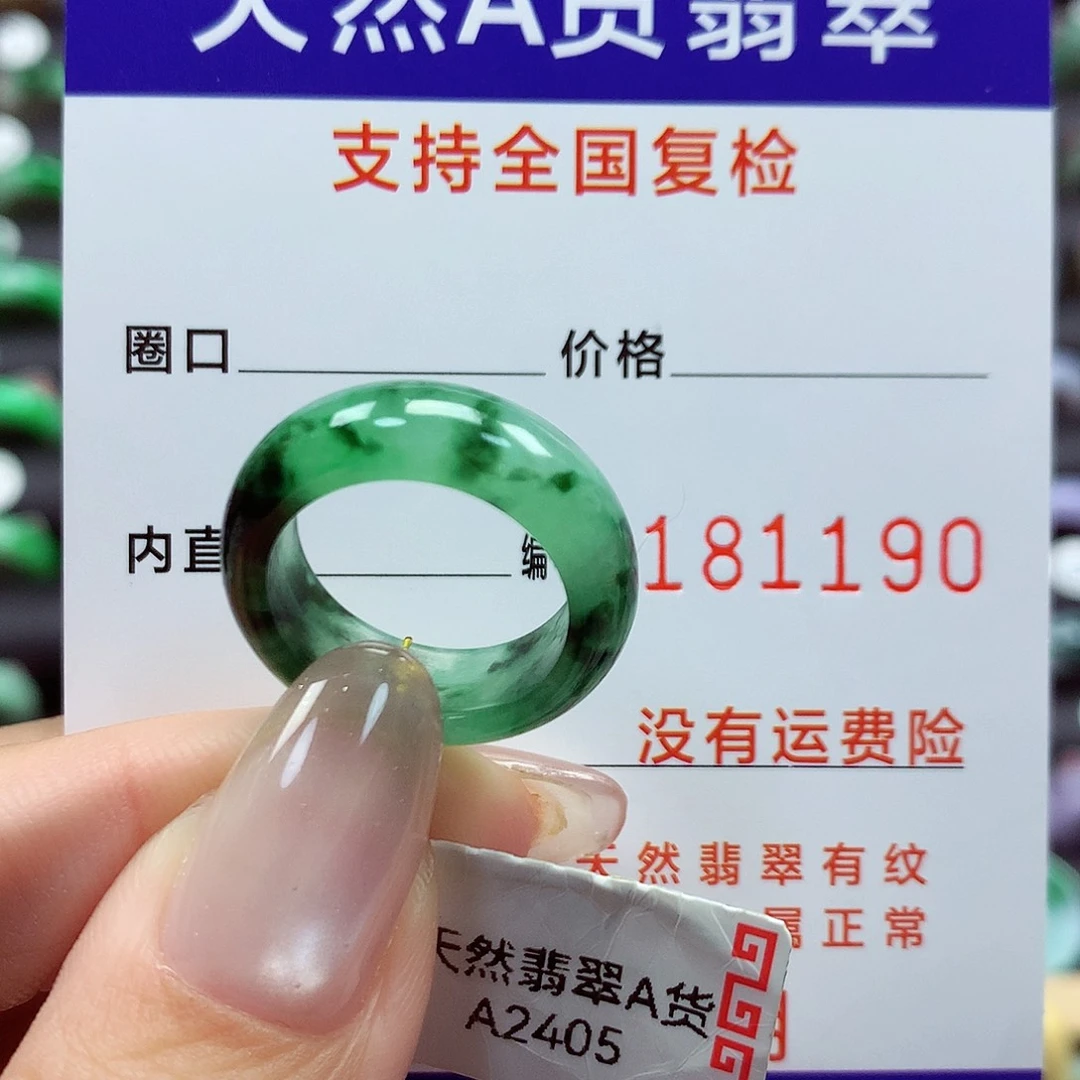 天然A货翡翠
支持全国复检
圈口 价格
内直 编 181190
没有运费险
天然翡翠有纹
属正常
天然翡翠A货
A2405